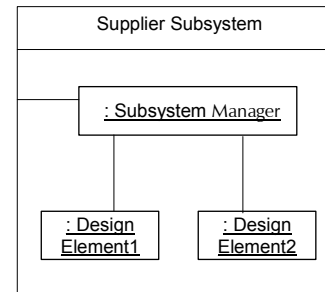 Supplier Subsystem
: Subsystem Manager
: Design
Element1
: Design
Element2